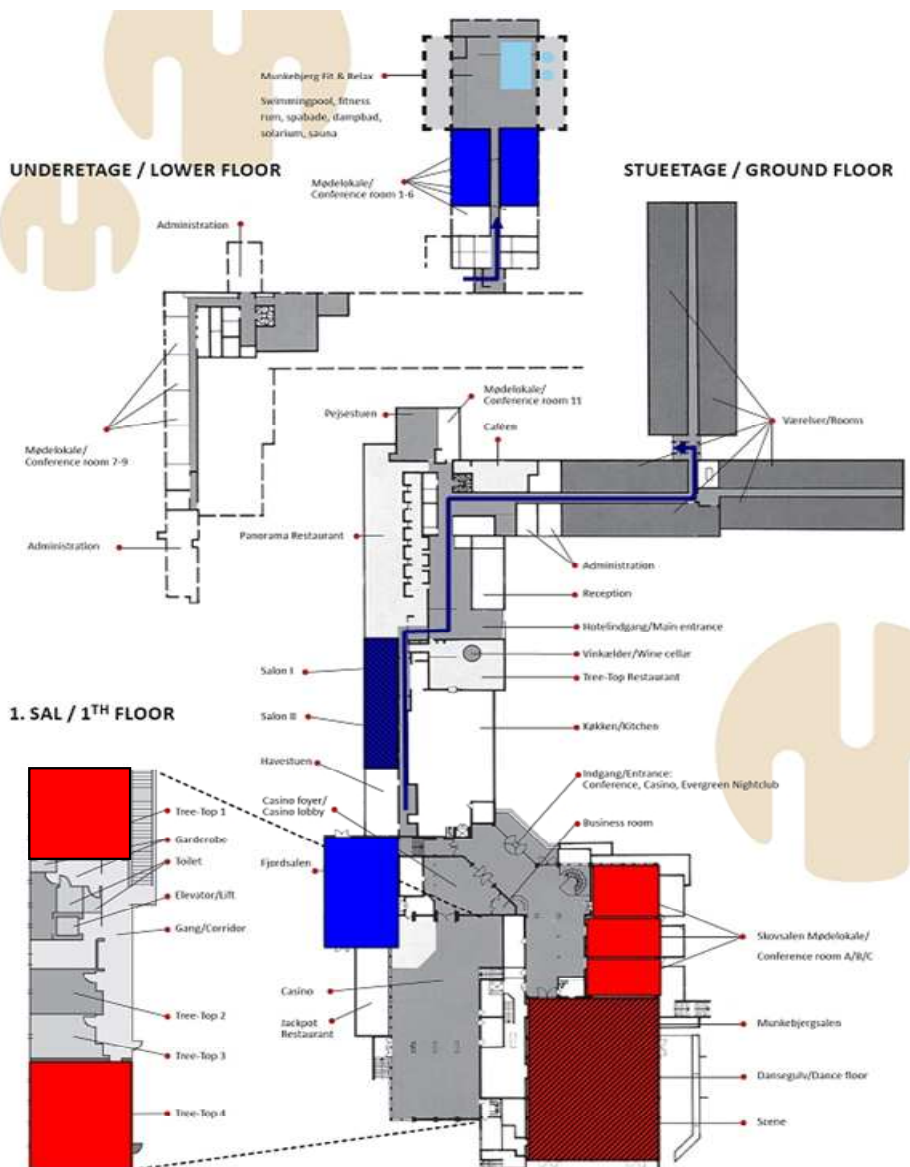 Munkebjerg Fit & Relax
Swimmingpool, fitness
rum, spabade, dampbad,
solarium, sauna
UNDERETAGE / LOWER FLOOR
STUEETAGE / GROUND FLOOR
Mødelokale/
Conference room 1-6
Administration
Mødelokale/
Conference room 11
Pejsestuen
Caféen
Værelser/Rooms
Mødelokale/
Conference room 7-9
Panorama Restaurant
Administration
Administration
Reception
Hotelindgang/Main entrance
Vinkælder/Wine cellar
Salon I
Tree-Top Restaurant
1. SAL / 1TH FLOOR
Salon II
Køkken/Kitchen
Havestuen
Indgang/Entrance:
Conference, Casino, Evergreen Nightclub
Casino foyer/
Casino lobby
Tree-Top 1
Business room
Garderobe
Toilet
Fjordsalen
Elevator/Lift
Gang/Corridor
Skovsalen Mødelokale/
Conference room A/B/C
Casino
Tree-Top 2
Jackpot
Restaurant
Munkebjergsalen
Tree-Top 3
Dansegulv/Dance floor
Tree-Top 4
Scene